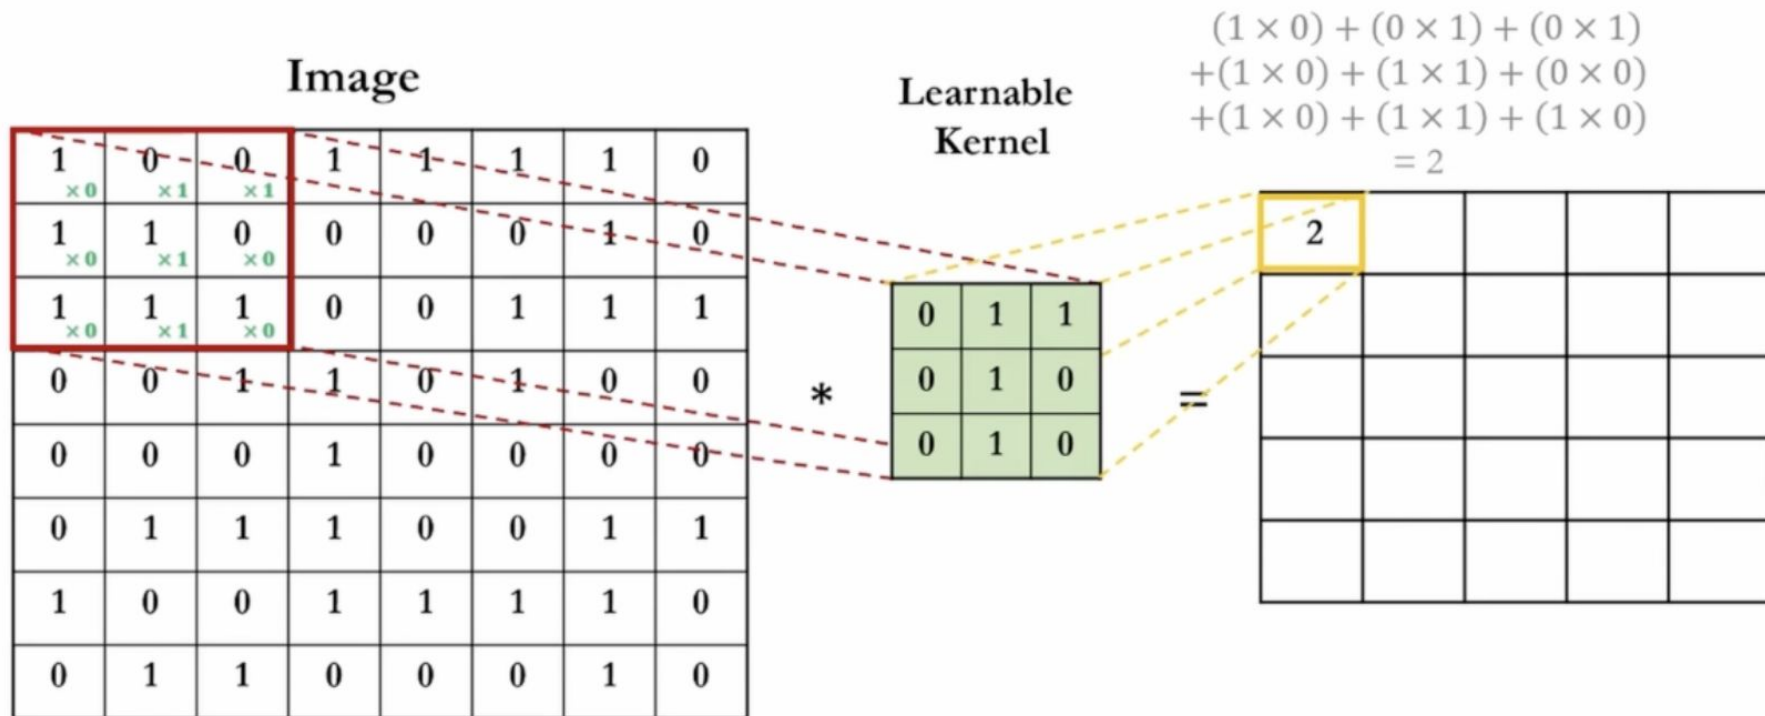 Image
1 0 0 1 1 1 1 0
×0 ×1 ×1
1 1 0 0 0 0 1 0
×0 ×1 ×0
1 1 1 0 0 1 1 1
×0 ×1 ×0
0 0 1 1 0 1 0 0
0 0 0 1 0 0 0 0
0 1 1 1 0 0 1 1
1 0 0 1 1 1 1 0
0 1 1 0 0 0 1 0
*
Learnable
Kernel
0 1 1
0 1 0
0 1 0
=
(1 × 0) + (0 × 1) + (0 × 1)
+(1 × 0) + (1 × 1) + (0 × 0)
+(1 × 0) + (1 × 1) + (1 × 0)
= 2
2